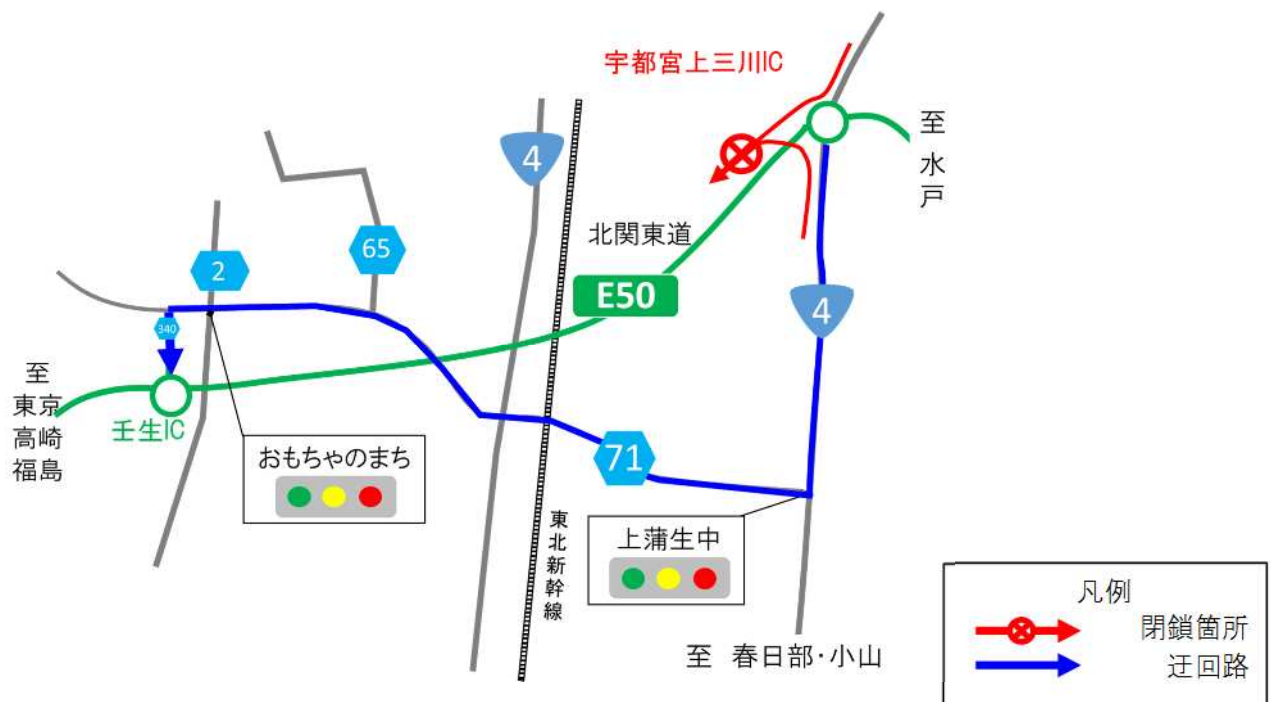 宇都宮上三川IC
至
水
戸
4
北関東道
65
2
E50
4
340
至
東京
高崎
福島
壬生IC
おもちゃのまち
71
東北新幹線
上蒲生中
至 春日部・小山
凡例
閉鎖箇所
迂回路